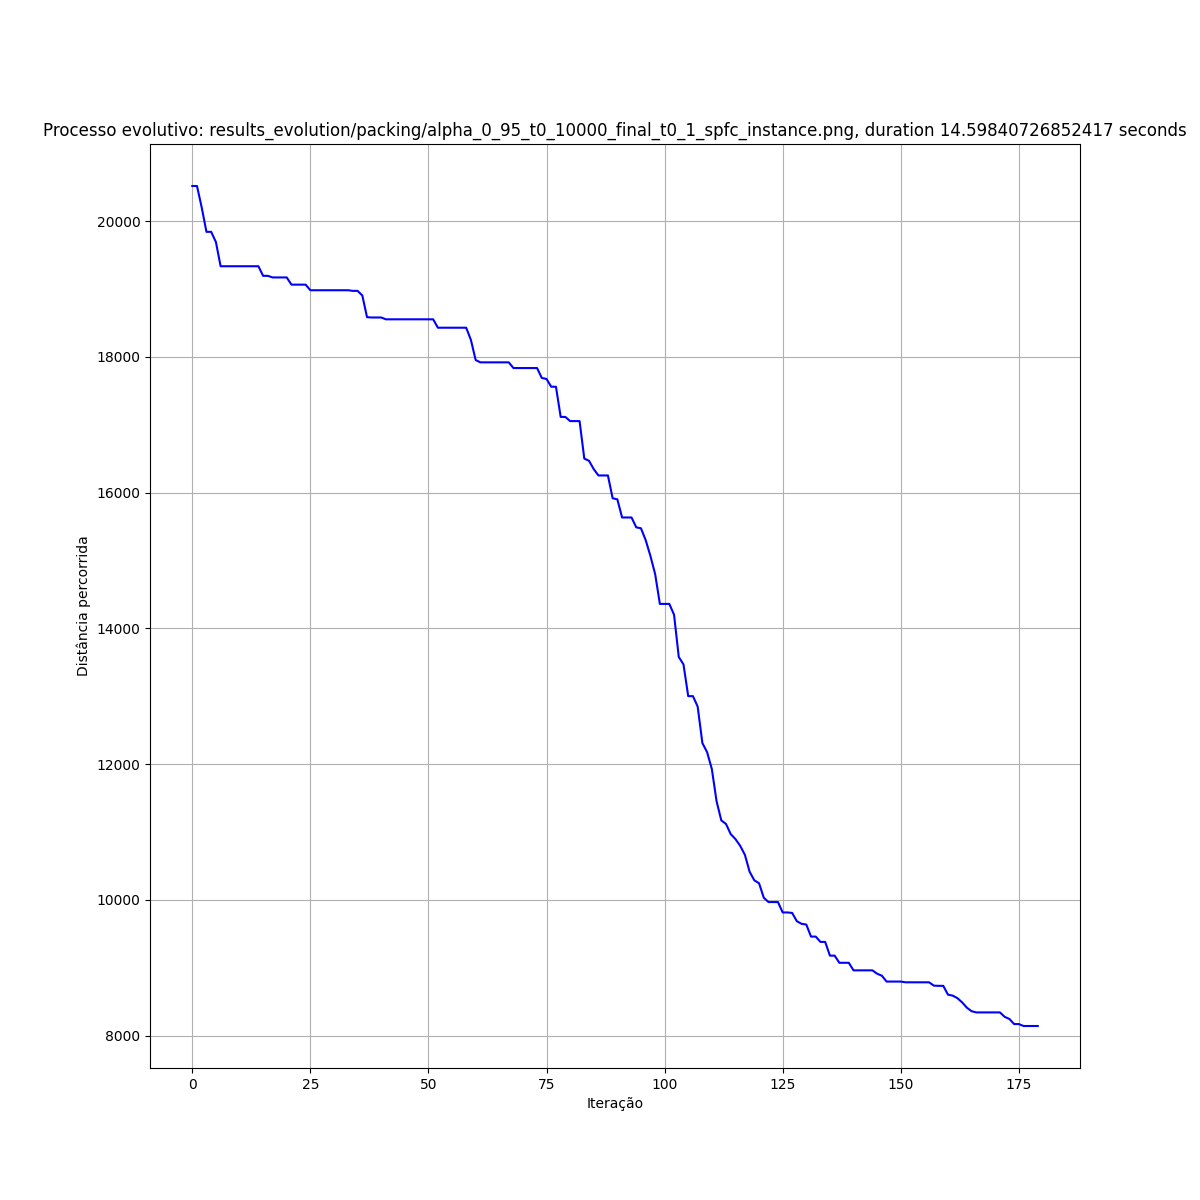 Processo evolutivo: results_evolution/packing/alpha_0_95_t0_10000_final_t0_1_spfc_instance.png, duration 14.59840726852417 seconds
20000
18000
16000
14000
12000
10000
8000
Distância percorrida
0 25 50 75 100 125 150 175
Iteração